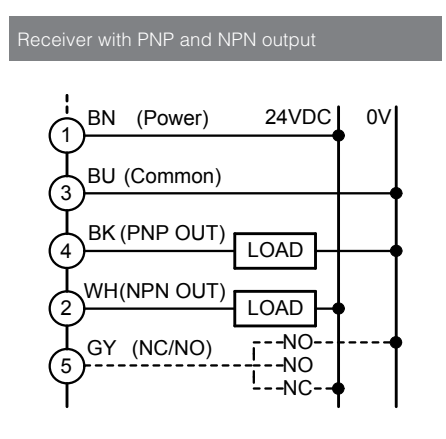 Receiver with PNP and NPN output
BN (Power) 24VDC 0V
1
BU (Common)
3
BK (PNP OUT)
4 LOAD
WH(NPN OUT)
2 LOAD
GY (NC/NO) NO
5 NO
NC